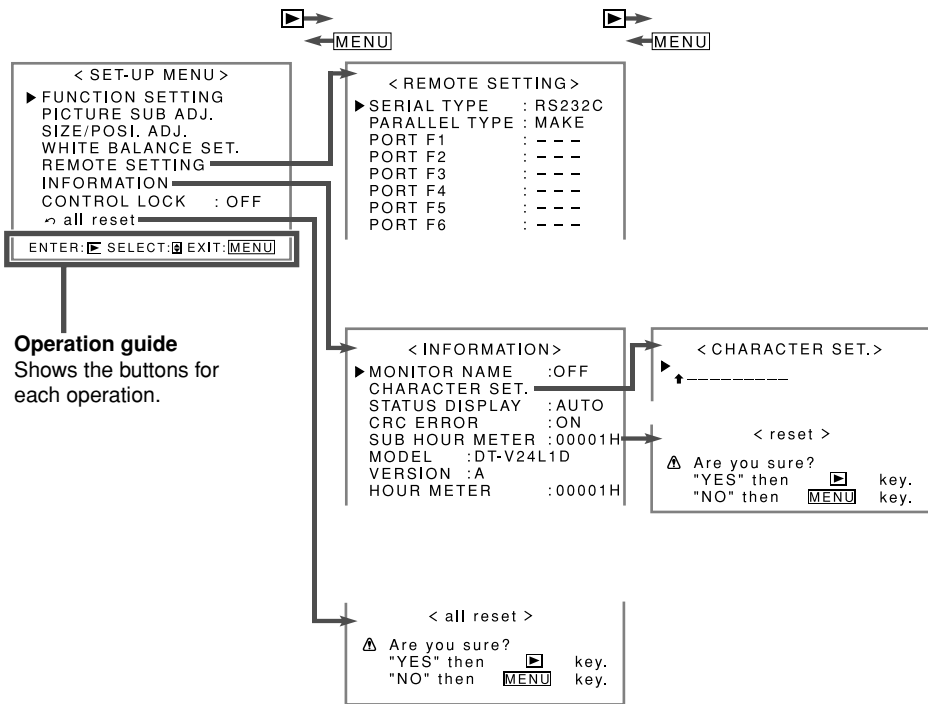 MENU
MENU
< SET-UP MENU >
FUNCTION SETTING
PICTURE SUB ADJ.
SIZE/POSI. ADJ.
WHITE BALANCE SET.
REMOTE SETTING
INFORMATION
CONTROL LOCK : OFF
all reset
ENTER: SELECT: EXIT: MENU
Operation guide
Shows the buttons for
each operation.
< REMOTE SETTING >
SERIAL TYPE : RS232C
PARALLEL TYPE : MAKE
PORT F1 : – – –
PORT F2 : – – –
PORT F3 : – – –
PORT F4 : – – –
PORT F5 : – – –
PORT F6 : – – –
< INFORMATION >
MONITOR NAME :OFF
CHARACTER SET.
STATUS DISPLAY :AUTO
CRC ERROR :ON
SUB HOUR METER :00001H
MODEL :DT-V24L1D
VERSION :A
HOUR METER :00001H
< CHARACTER SET. >
_ _ _ _ _ _ _ _ _ _
< reset >
Are you sure?
"YES" then key.
"NO" then MENU key.
< all reset >
Are you sure?
"YES" then key.
"NO" then MENU key.